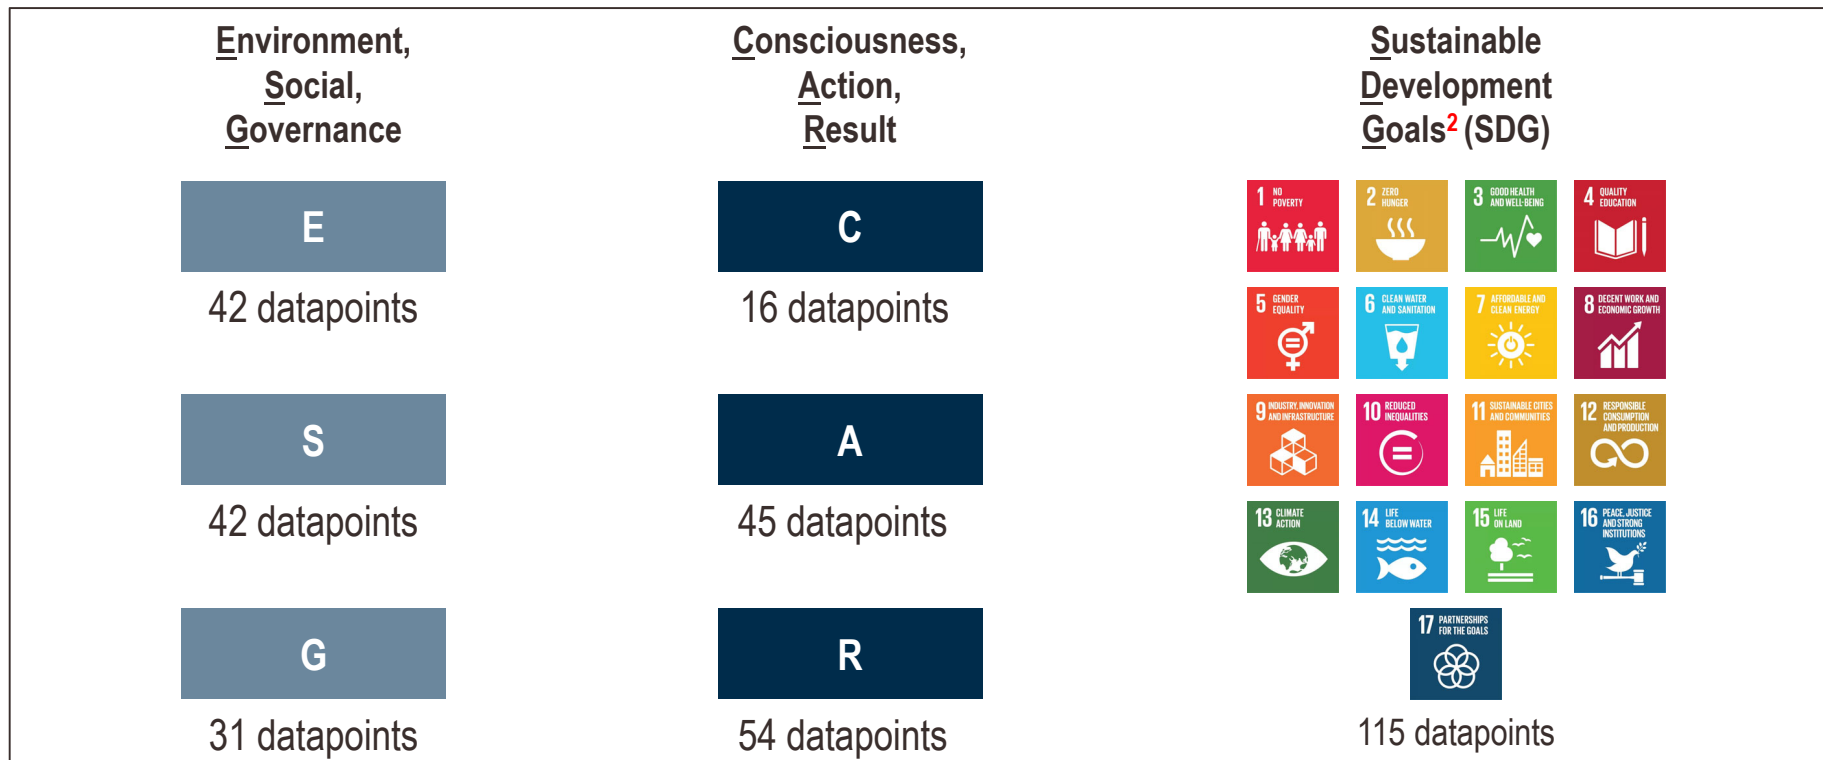 Environment,
Social,
Governance
E
42 datapoints
S
42 datapoints
G
31 datapoints
Consciousness,
Action,
Result
C
16 datapoints
A
45 datapoints
R
54 datapoints
Sustainable
Development
Goals2 (SDG)
1 NO
POVERTY
2 ZERO
HUNGER
3 GOOD HEALTH
AND WELL-BEING
4 QUALITY
EDUCATION
5 GENDER
EQUALITY
6 CLEAN WATER
AND SANITATION
7 AFFORDABLE AND
CLEAN ENERGY
8 DECENT WORK AND
ECONOMIC GROWTH
9 INDUSTRY, INNOVATION
AND INFRASTRUCTURE
10 REDUCED
INEQUALITIES
11 SUSTAINABLE CITIES
AND COMMUNITIES
12 RESPONSIBLE
CONSUMPTION
AND PRODUCTION
13 CLIMATE
ACTION
14 LIFE
BELOW WATER
15 LIFE
ON LAND
16 PEACE, JUSTICE
AND STRONG
INSTITUTIONS
17 PARTNERSHIPS
FOR THE GOALS
115 datapoints